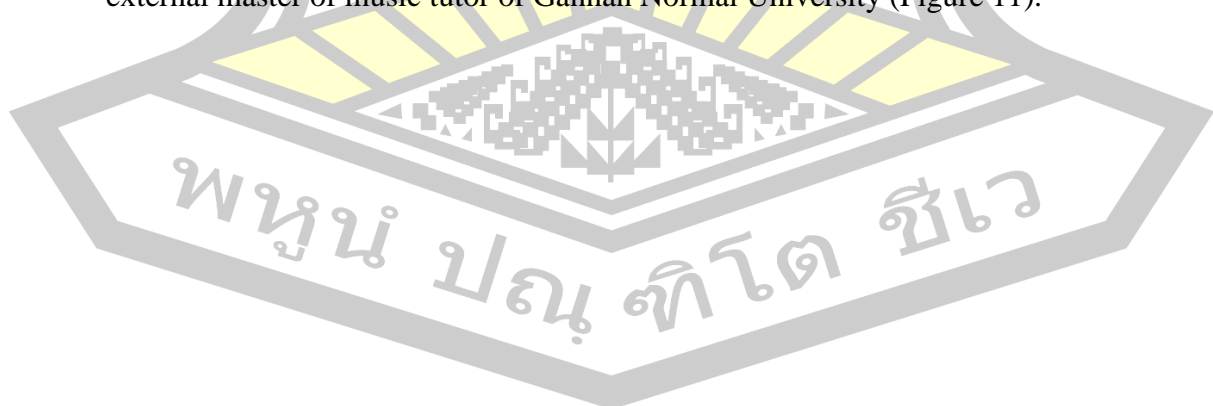 external master of music tutor of Gannan Normal University (Figure 11).
พหูนํ ปณฺฑิโต ชีเว